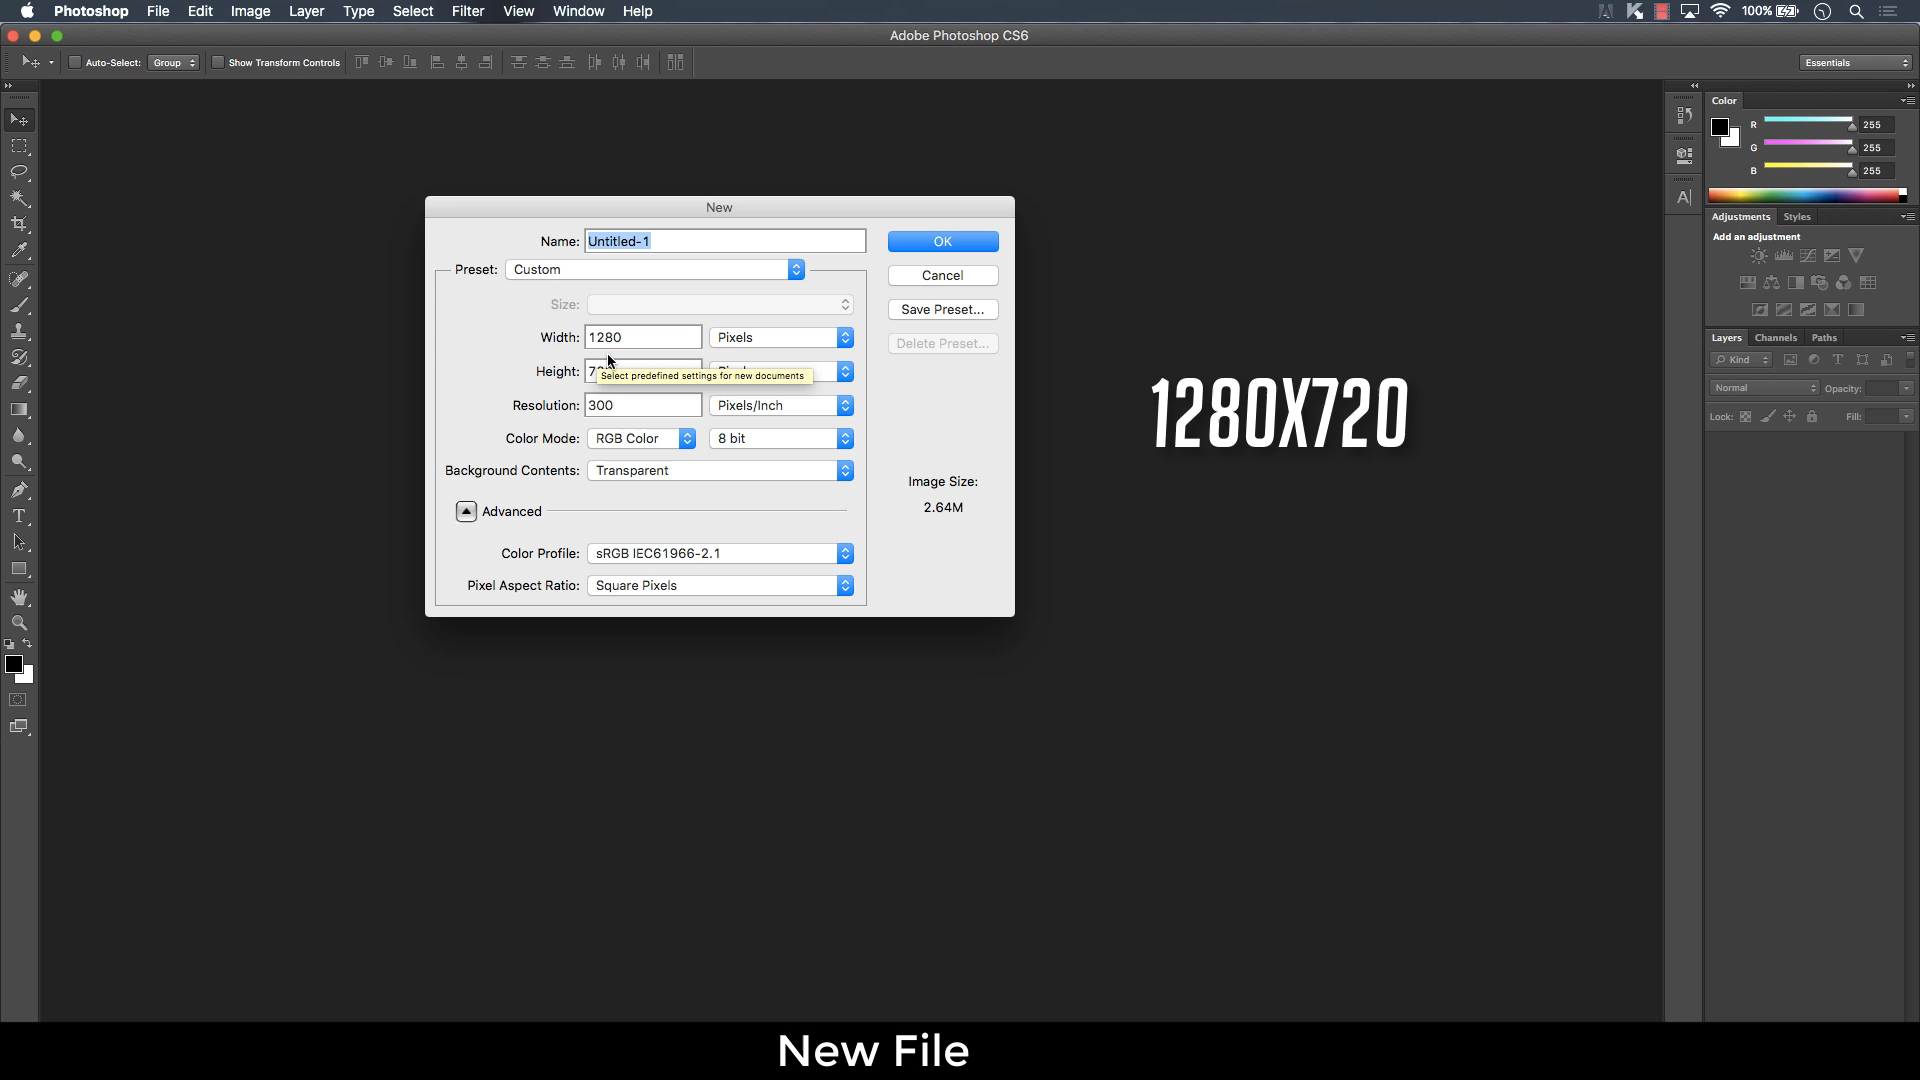 Photoshop File Edit Image Layer Type Select Filter View Window Help 100%
Adobe Photoshop CS6
Auto-Select: Group Show Transform Controls Essentials
Color
R 255
G 255
B 255
Adjustments Styles
Add an adjustment
Layers Channels Paths
Kind
Normal Opacity:
Lock: Fill:
New
Name: Untitled-1 OK
Preset: Custom Cancel
Size: Save Preset...
Width: 1280 Pixels Delete Preset...
Height:
Select predefined settings for new documents
Resolution: 300 Pixels/Inch
Color Mode: RGB Color 8 bit
Background Contents: Transparent
Image Size:
2.64M
Advanced
Color Profile: sRGB IEC61966-2.1
Pixel Aspect Ratio: Square Pixels
1280X720
New File